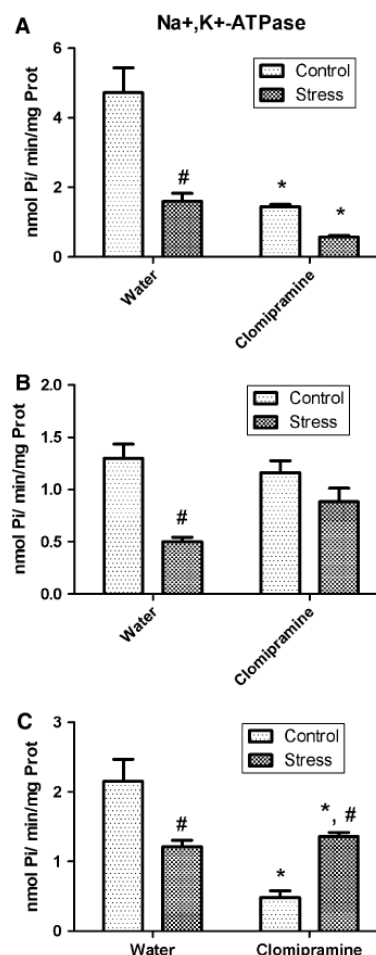 A
Na+,K+-ATPase
nmol Pi/ min/mg Prot
6
4
2
0
Control
Stress
#
*
*
Water
Clomipramine
B
nmol Pi/ min/mg Prot
2.0
1.5
1.0
0.5
0.0
Control
Stress
#
Water
Clomipramine
C
nmol Pi/ min/mg Prot
3
2
1
0
Control
Stress
#
*
*, #
Water
Clomipramine